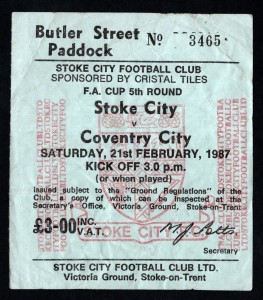 Butler Street
Paddock
No. 3465
STOKE CITY FOOTBALL CLUB
SPONSORED BY CRISTAL TILES
F.A. CUP 5th ROUND
Stoke City
v
Coventry City
SATURDAY, 21st FEBRUARY, 1987
KICK OFF 3.0 p.m.
(or when played)
Issued subject to the "Ground Regulations" of the
Club, a copy of which can be inspected at the
Secretary's Office, Victoria Ground, Stoke-on-Trent
£3-00 INC.
V.A.T.
Secretary
STOKE CITY FOOTBALL CLUB LTD.
Victoria Ground, Stoke-on-Trent